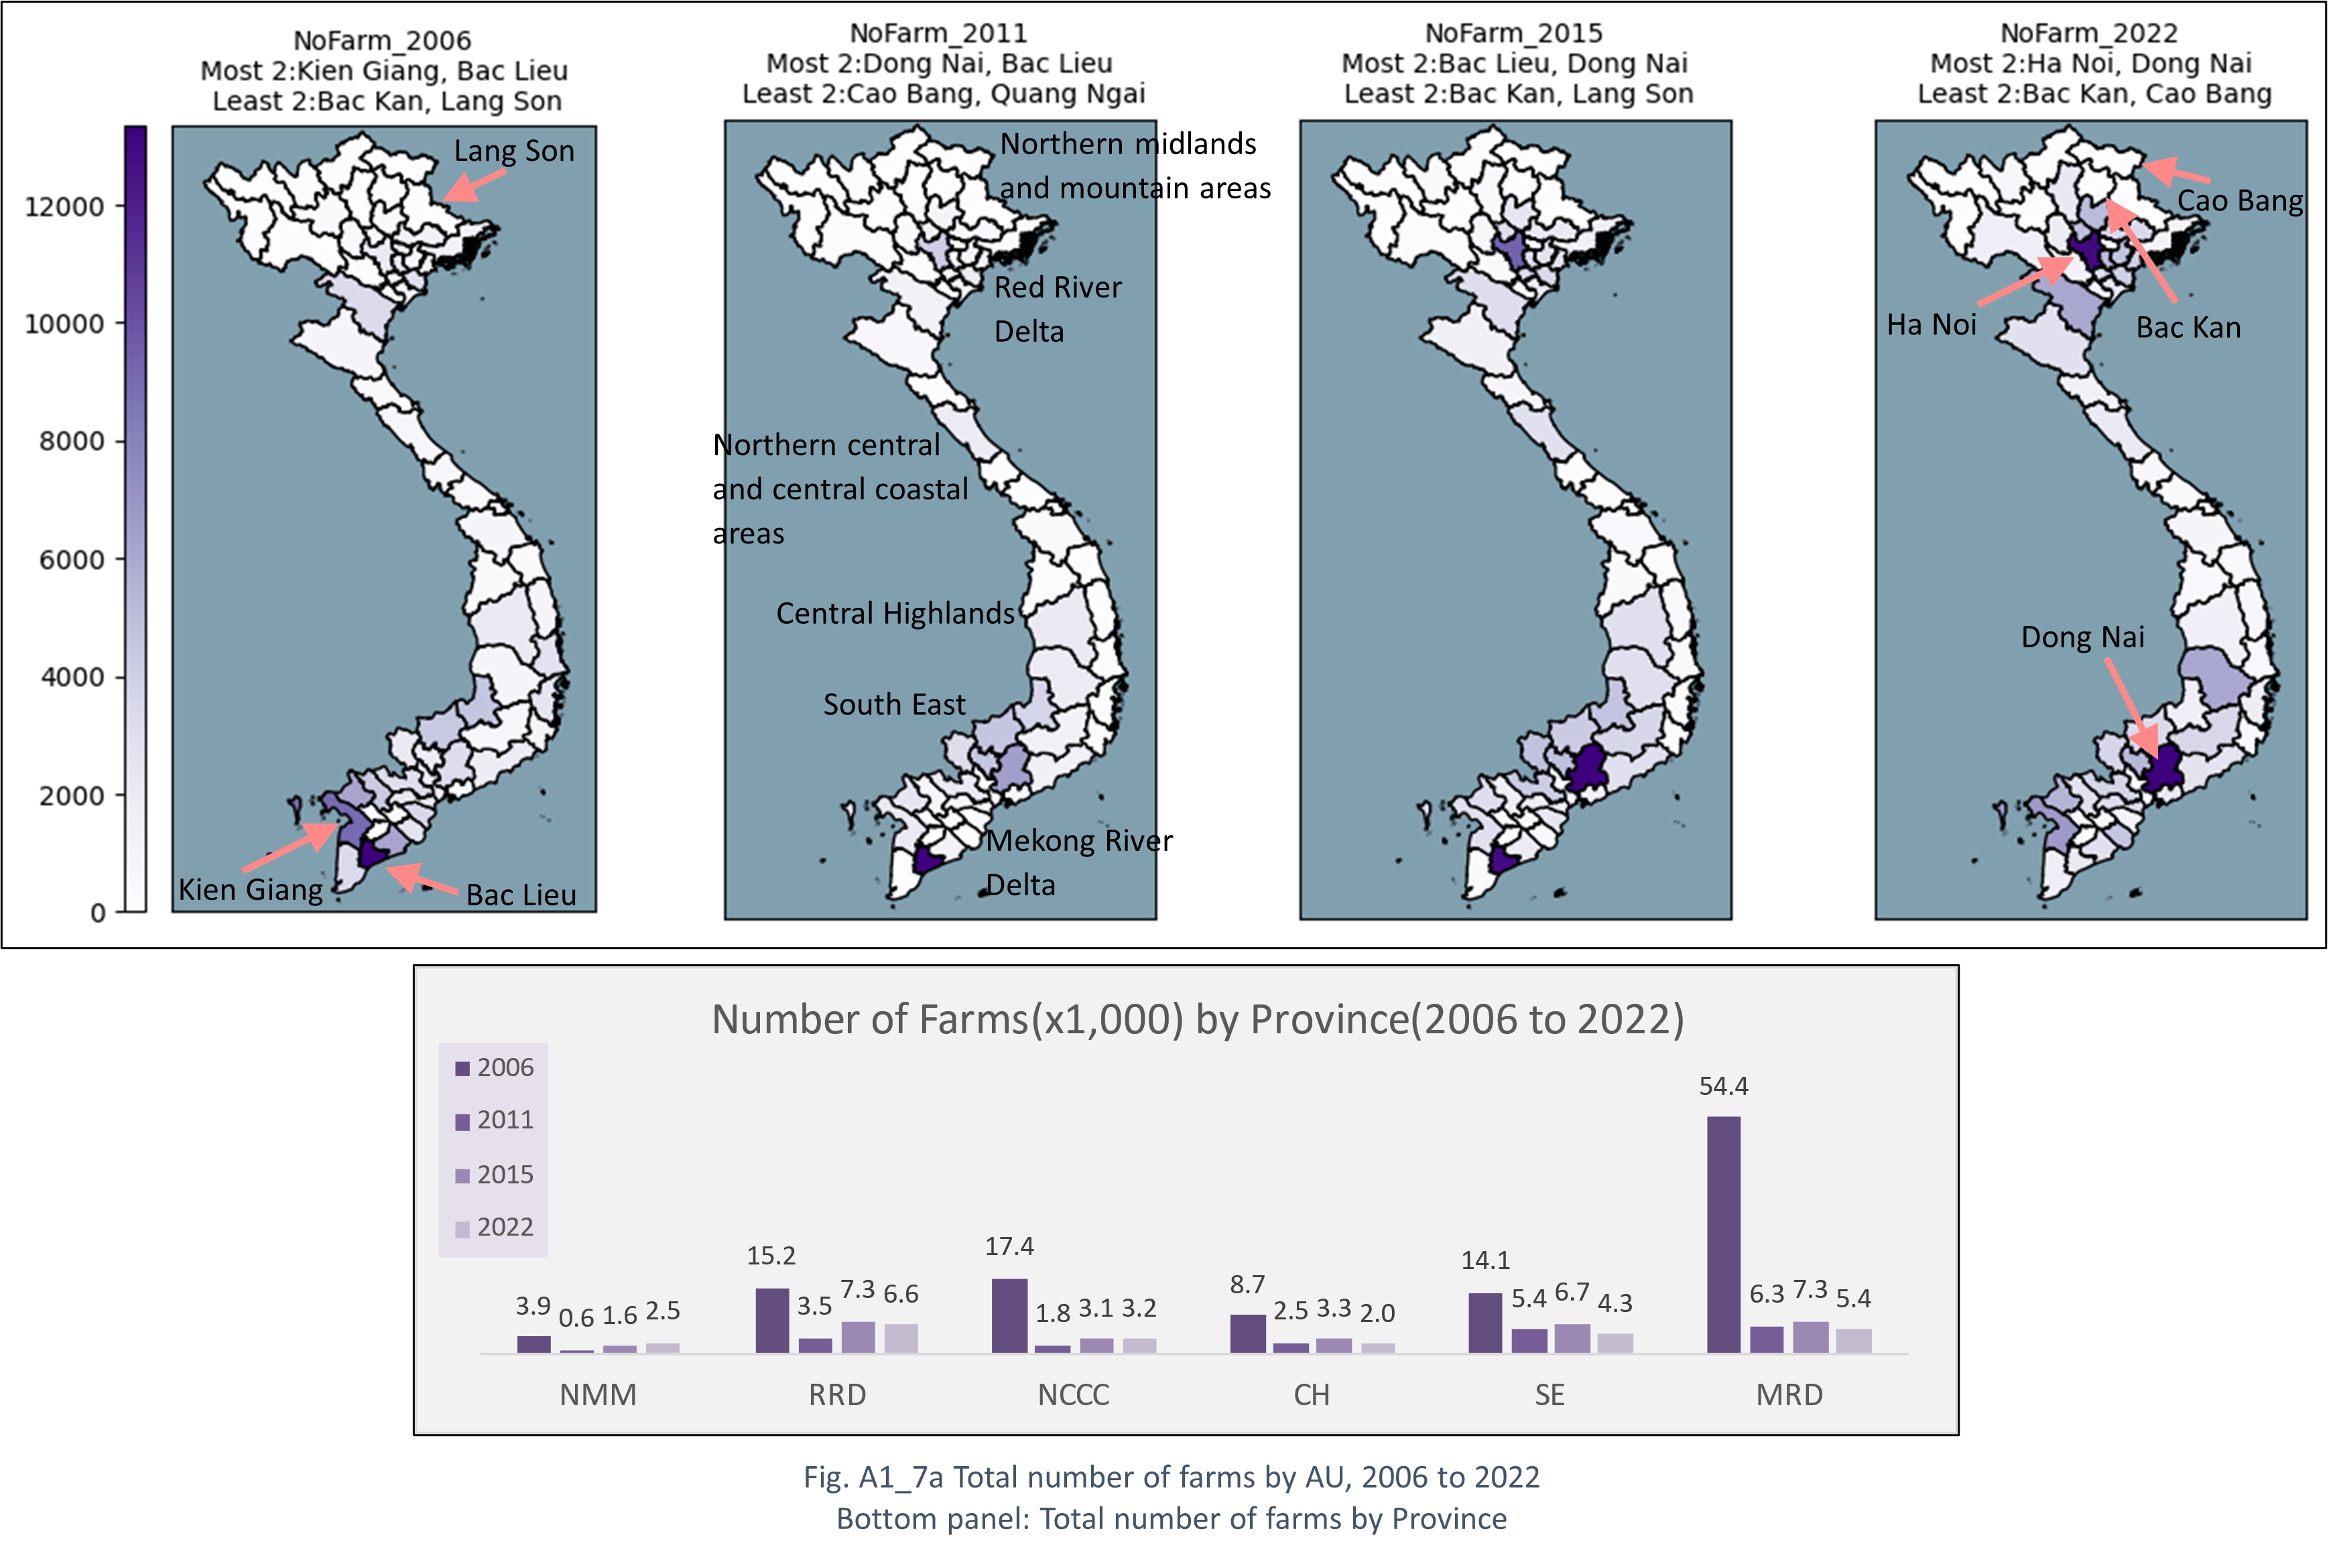 NoFarm_2006
Most 2:Kien Giang, Bac Lieu
Least 2:Bac Kan, Lang Son
NoFarm_2011
Most 2:Dong Nai, Bac Lieu
Least 2:Cao Bang, Quang Ngai
NoFarm_2015
Most 2:Bac Lieu, Dong Nai
Least 2:Bac Kan, Lang Son
NoFarm_2022
Most 2:Ha Noi, Dong Nai
Least 2:Bac Kan, Cao Bang
12000
10000
8000
6000
4000
2000
0
Lang Son
Kien Giang
Bac Lieu
Northern midlands
and mountain areas
Red River
Delta
Northern central
and central coastal
areas
Central Highlands
South East
Mekong River
Delta
Cao Bang
Ha Noi
Bac Kan
Dong Nai
Number of Farms(x1,000) by Province(2006 to 2022)
2006
2011
2015
2022
3.9 0.6 1.6 2.5
15.2 3.5 7.3 6.6
17.4 1.8 3.1 3.2
8.7 2.5 3.3 2.0
14.1 5.4 6.7 4.3
54.4 6.3 7.3 5.4
NMM RRD NCCC CH SE MRD
Fig. A1_7a Total number of farms by AU, 2006 to 2022
Bottom panel: Total number of farms by Province